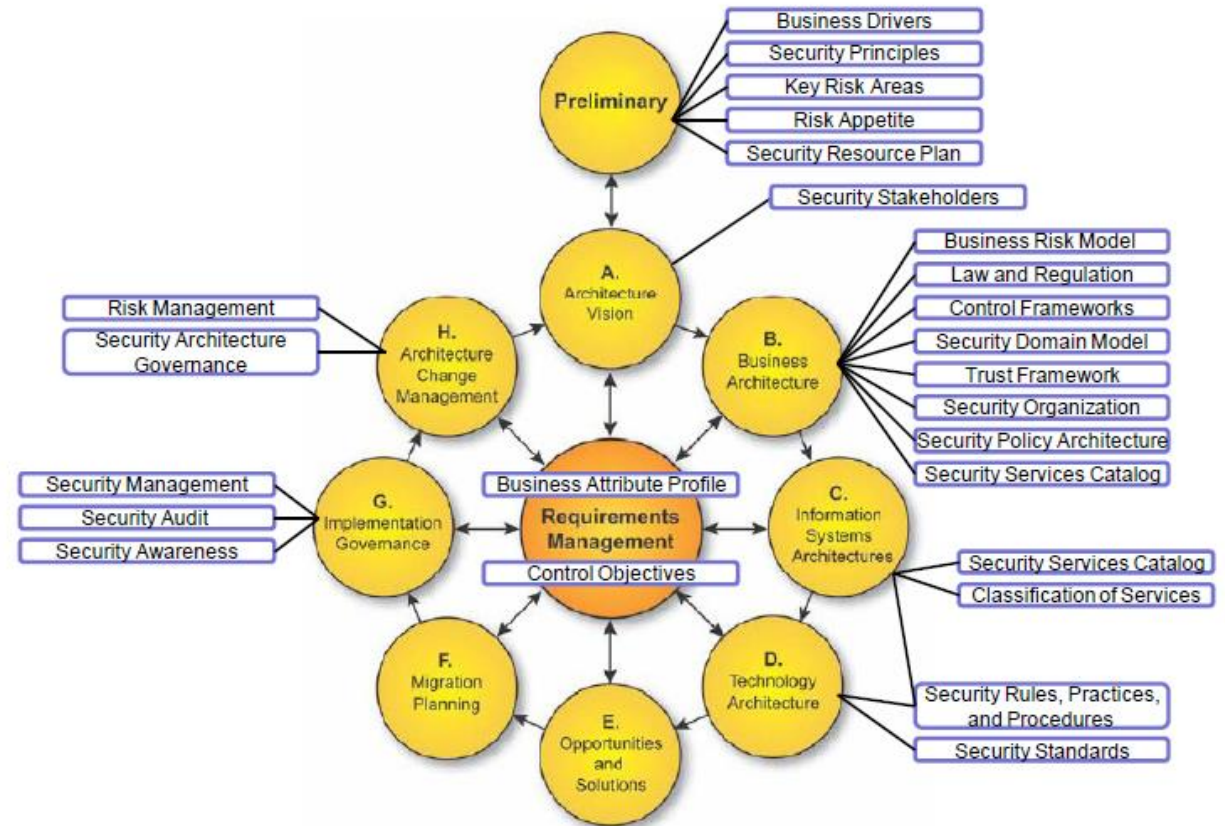 Business Drivers
Security Principles
Key Risk Areas
Risk Appetite
Security Resource Plan
Preliminary
Security Stakeholders
A.
Architecture
Vision
Business Risk Model
Law and Regulation
Control Frameworks
Security Domain Model
Trust Framework
Security Organization
Security Policy Architecture
Security Services Catalog
B.
Business
Architecture
Risk Management
Security Architecture
Governance
H.
Architecture
Change
Management
Business Attribute Profile
Requirements
Management
Control Objectives
Security Management
Security Audit
Security Awareness
G.
Implementation
Governance
C.
Information
Systems
Architectures
Security Services Catalog
Classification of Services
Security Rules, Practices,
and Procedures
Security Standards
F.
Migration
Planning
D.
Technology
Architecture
E.
Opportunities
and
Solutions